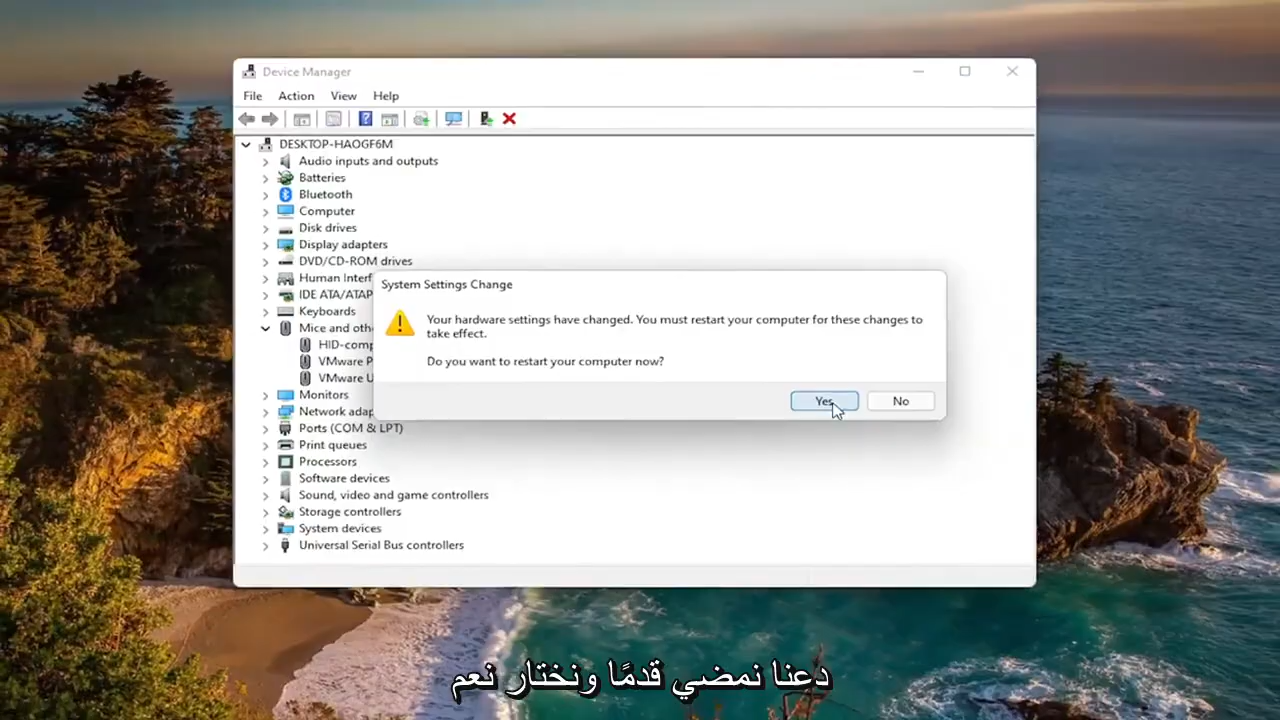 Device Manager
File Action View Help
DESKTOP-HAOGF6M
Audio inputs and outputs
Batteries
Bluetooth
Computer
Disk drives
Display adapters
DVD/CD-ROM drives
Human Interf
IDE ATA/ATAP
Keyboards
Mice and oth
HID-comp
VMware P
VMware U
Monitors
Network adap
Ports (COM & LPT)
Print queues
Processors
Software devices
Sound, video and game controllers
Storage controllers
System devices
Universal Serial Bus controllers
System Settings Change
Your hardware settings have changed. You must restart your computer for these changes to
take effect.
Do you want to restart your computer now?
Yes No
دعنا نمضي قدمًا ونختار نعم